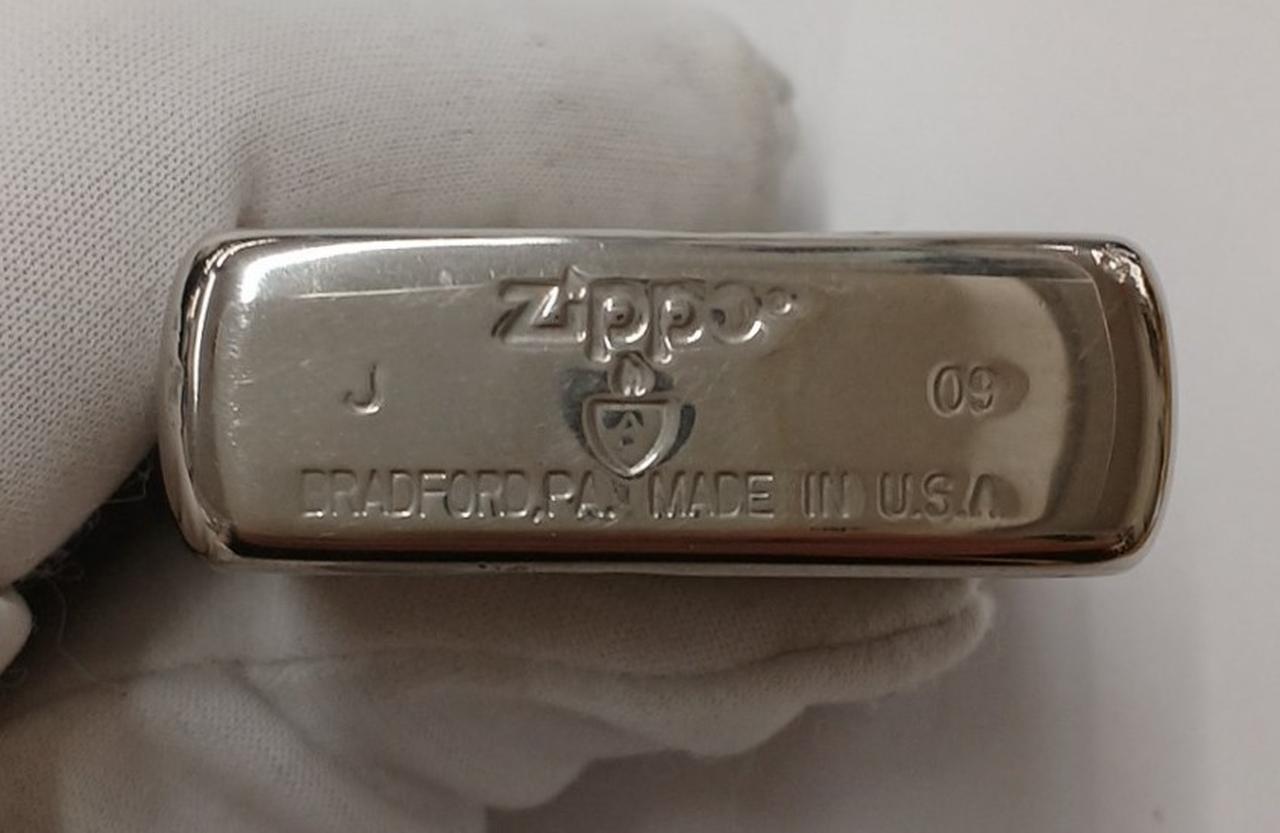 Zippo
J 09
BRADFORD,PA. MADE IN U.S.A